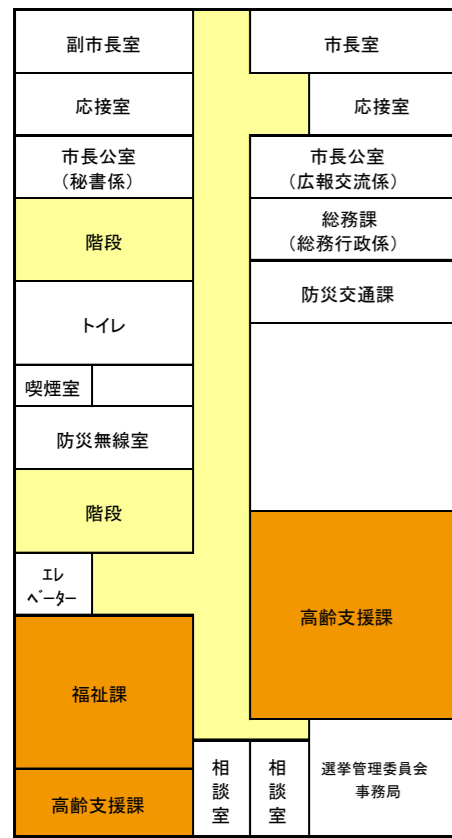 副市長室
市長室
応接室
応接室
市長公室
（秘書係）
市長公室
（広報交流係）
階段
総務課
（総務行政係）
防災交通課
トイレ
喫煙室
防災無線室
階段
ｴﾚ
ﾍﾞｰﾀｰ
高齢支援課
福祉課
相談室
相談室
選挙管理委員会
事務局
高齢支援課